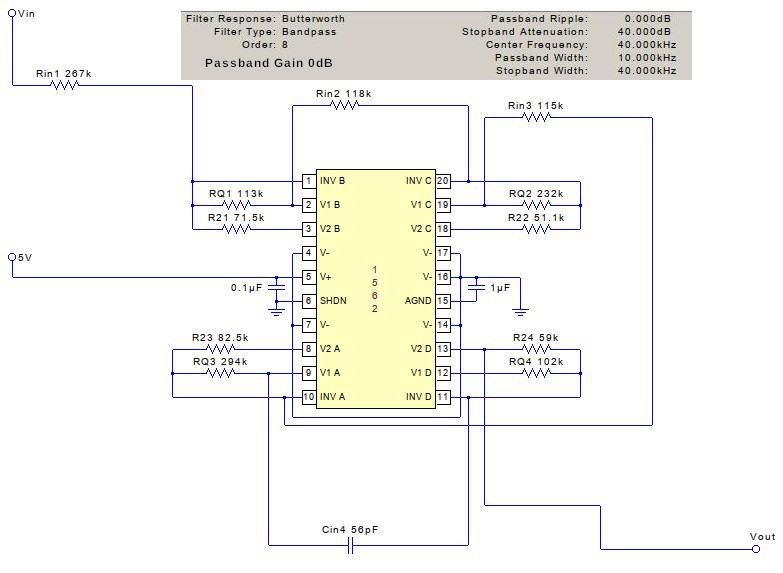 Vin
Filter Response: Butterworth
Passband Ripple: 0.000dB
Filter Type: Bandpass
Stopband Attenuation: 40.000dB
Order: 8
Center Frequency: 40.000kHz
Passband Width: 10.000kHz
Passband Gain 0dB
Stopband Width: 40.000kHz
Rin1 267k
Rin2 118k
Rin3 115k
1 INV B INV C 20
RQ1 113k 2 V1 B V1 C 19 RQ2 232k
R21 71.5k 3 V2 B V2 C 18 R22 51.1k
4 V- V- 17
5V
5 V+ V- 16
0.1µF 6 SHDN AGND 15 1µF
1562
7 V- V- 14
R23 82.5k 8 V2 A V2 D 13 R24 59k
RQ3 294k 9 V1 A V1 D 12 RQ4 102k
10 INV A INV D 11
Cin4 56pF
Vout